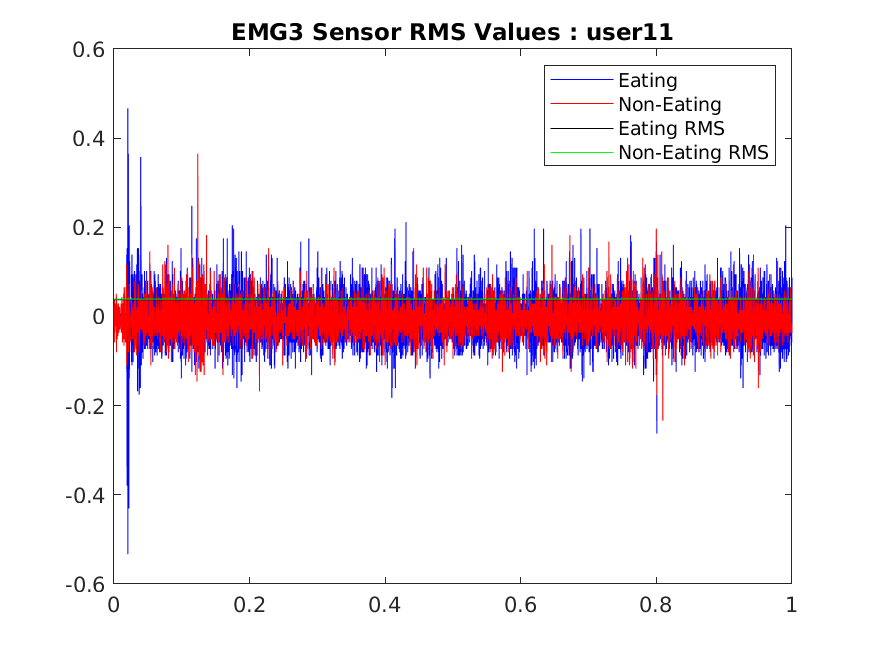 EMG3 Sensor RMS Values : user11
Eating
Non-Eating
Eating RMS
Non-Eating RMS
0.6
0.4
0.2
0
-0.2
-0.4
-0.6
0 0.2 0.4 0.6 0.8 1